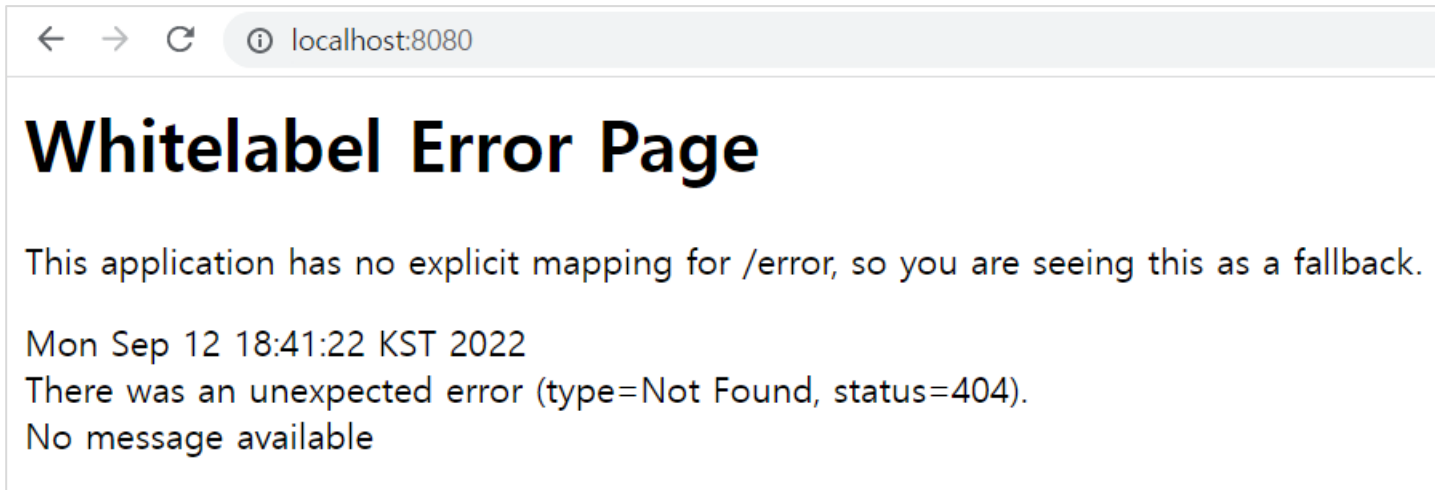 localhost:8080
Whitelabel Error Page
This application has no explicit mapping for /error, so you are seeing this as a fallback.
Mon Sep 12 18:41:22 KST 2022
There was an unexpected error (type=Not Found, status=404).
No message available